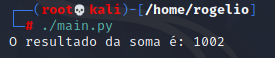 (root💀kali)-[/home/rogelio]
# ./main.py
O resultado da soma é: 1002